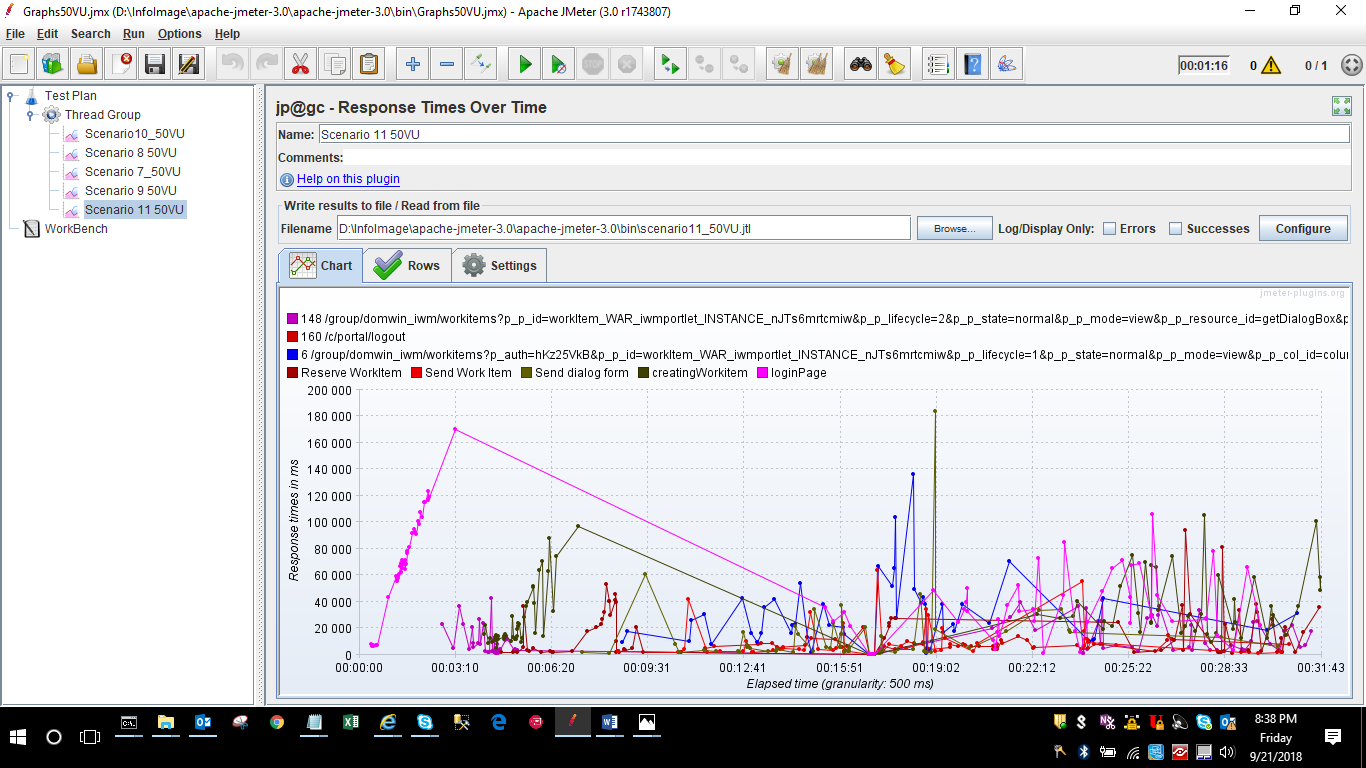 Graphs50VU.jmx (D:\InfoImage\apache-jmeter-3.0\apache-jmeter-3.0\bin\Graphs50VU.jmx) - Apache JMeter (3.0 r1743807)
File Edit Search Run Options Help
00:01:16 0 0 / 1
Test Plan
Thread Group
Scenario10_50VU
Scenario 8 50VU
Scenario 7_50VU
Scenario 9 50VU
Scenario 11 50VU
WorkBench
jp@gc - Response Times Over Time
Name: Scenario 11 50VU
Comments:
Help on this plugin
Write results to file / Read from file
Filename D:\InfoImage\apache-jmeter-3.0\apache-jmeter-3.0\bin\scenario11_50VU.jtl Browse... Log/Display Only: Errors Successes Configure
Chart Rows Settings
jmeter-plugins.org
148 /group/domwin_iwm/workitems?p_p_id=workItem_WAR_iwmportlet_INSTANCE_nJTs6mrtcmiw&p_p_lifecycle=2&p_p_state=normal&p_p_mode=view&p_p_resource_id=getDialogBox&p
160 /c/portal/logout
6 /group/domwin_iwm/workitems?p_auth=hKz25VkB&p_p_id=workItem_WAR_iwmportlet_INSTANCE_nJTs6mrtcmiw&p_p_lifecycle=1&p_p_state=normal&p_p_mode=view&p_p_col_id=colu
Reserve WorkItem Send Work Item Send dialog form creatingWorkitem loginPage
200 000
180 000
160 000
140 000
120 000
100 000
80 000
60 000
40 000
20 000
0
Response times in ms
00:00:00 00:03:10 00:06:20 00:09:31 00:12:41 00:15:51 00:19:02 00:22:12 00:25:22 00:28:33 00:31:43
Elapsed time (granularity: 500 ms)
8:38 PM
Friday
9/21/2018